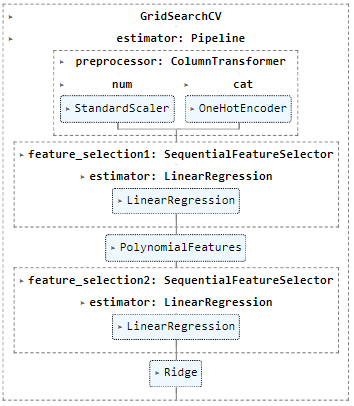 GridSearchCV
estimator: Pipeline
preprocessor: ColumnTransformer
num cat
StandardScaler OneHotEncoder
feature_selection1: SequentialFeatureSelector
estimator: LinearRegression
LinearRegression
PolynomialFeatures
feature_selection2: SequentialFeatureSelector
estimator: LinearRegression
LinearRegression
Ridge